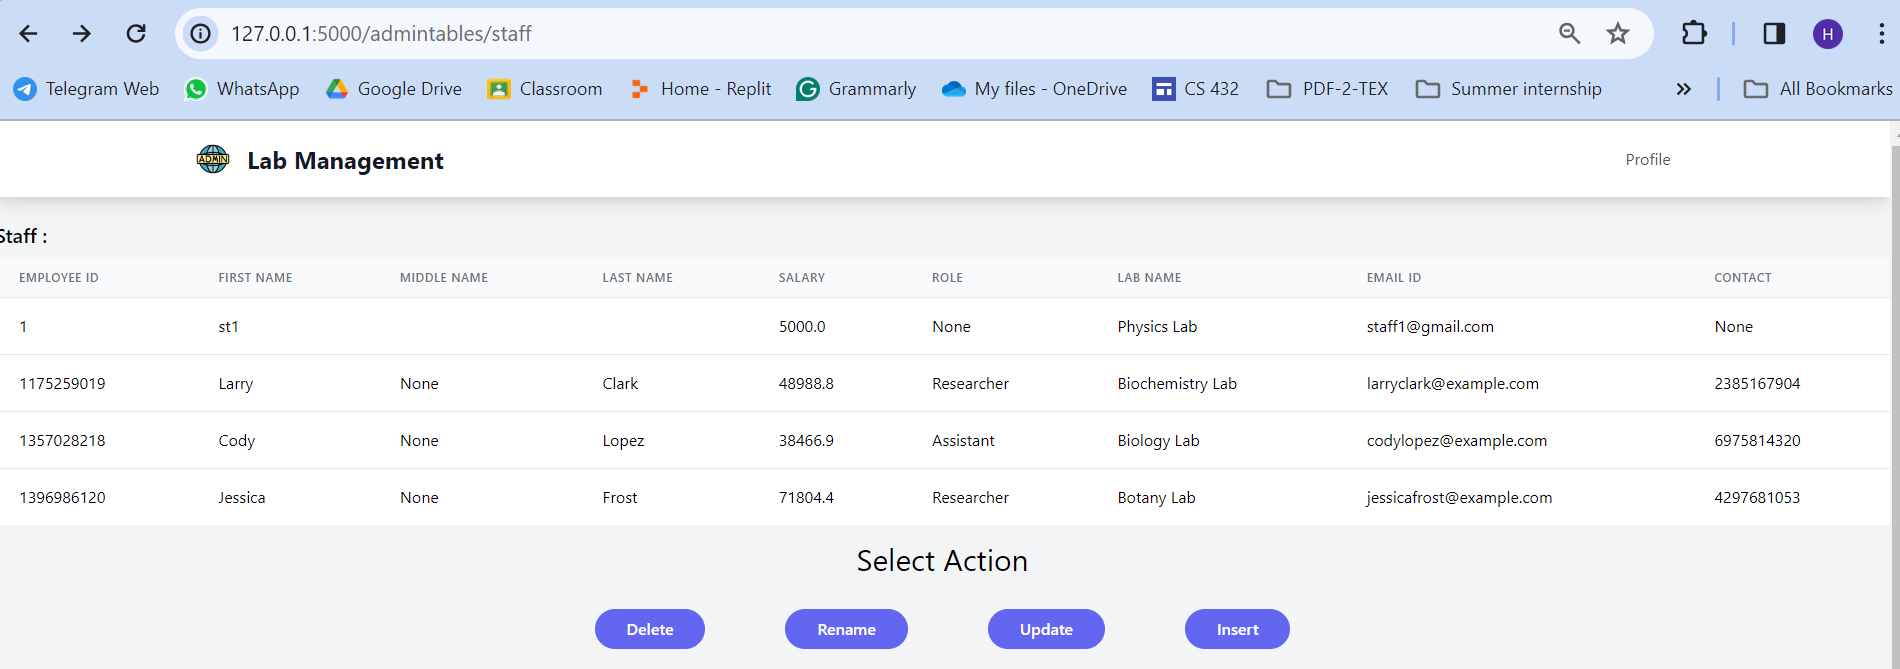 127.0.0.1:5000/admintables/staff
H
Telegram Web WhatsApp Google Drive Classroom Home - Replit Grammarly My files - OneDrive CS 432 PDF-2-TEX Summer internship » All Bookmarks
ADMIN Lab Management Profile
Staff :
EMPLOYEE ID FIRST NAME MIDDLE NAME LAST NAME SALARY ROLE LAB NAME EMAIL ID CONTACT
1 st1 5000.0 None Physics Lab staff1@gmail.com None
1175259019 Larry None Clark 48988.8 Researcher Biochemistry Lab larryclark@example.com 2385167904
1357028218 Cody None Lopez 38466.9 Assistant Biology Lab codylopez@example.com 6975814320
1396986120 Jessica None Frost 71804.4 Researcher Botany Lab jessicafrost@example.com 4297681053
Select Action
Delete Rename Update Insert